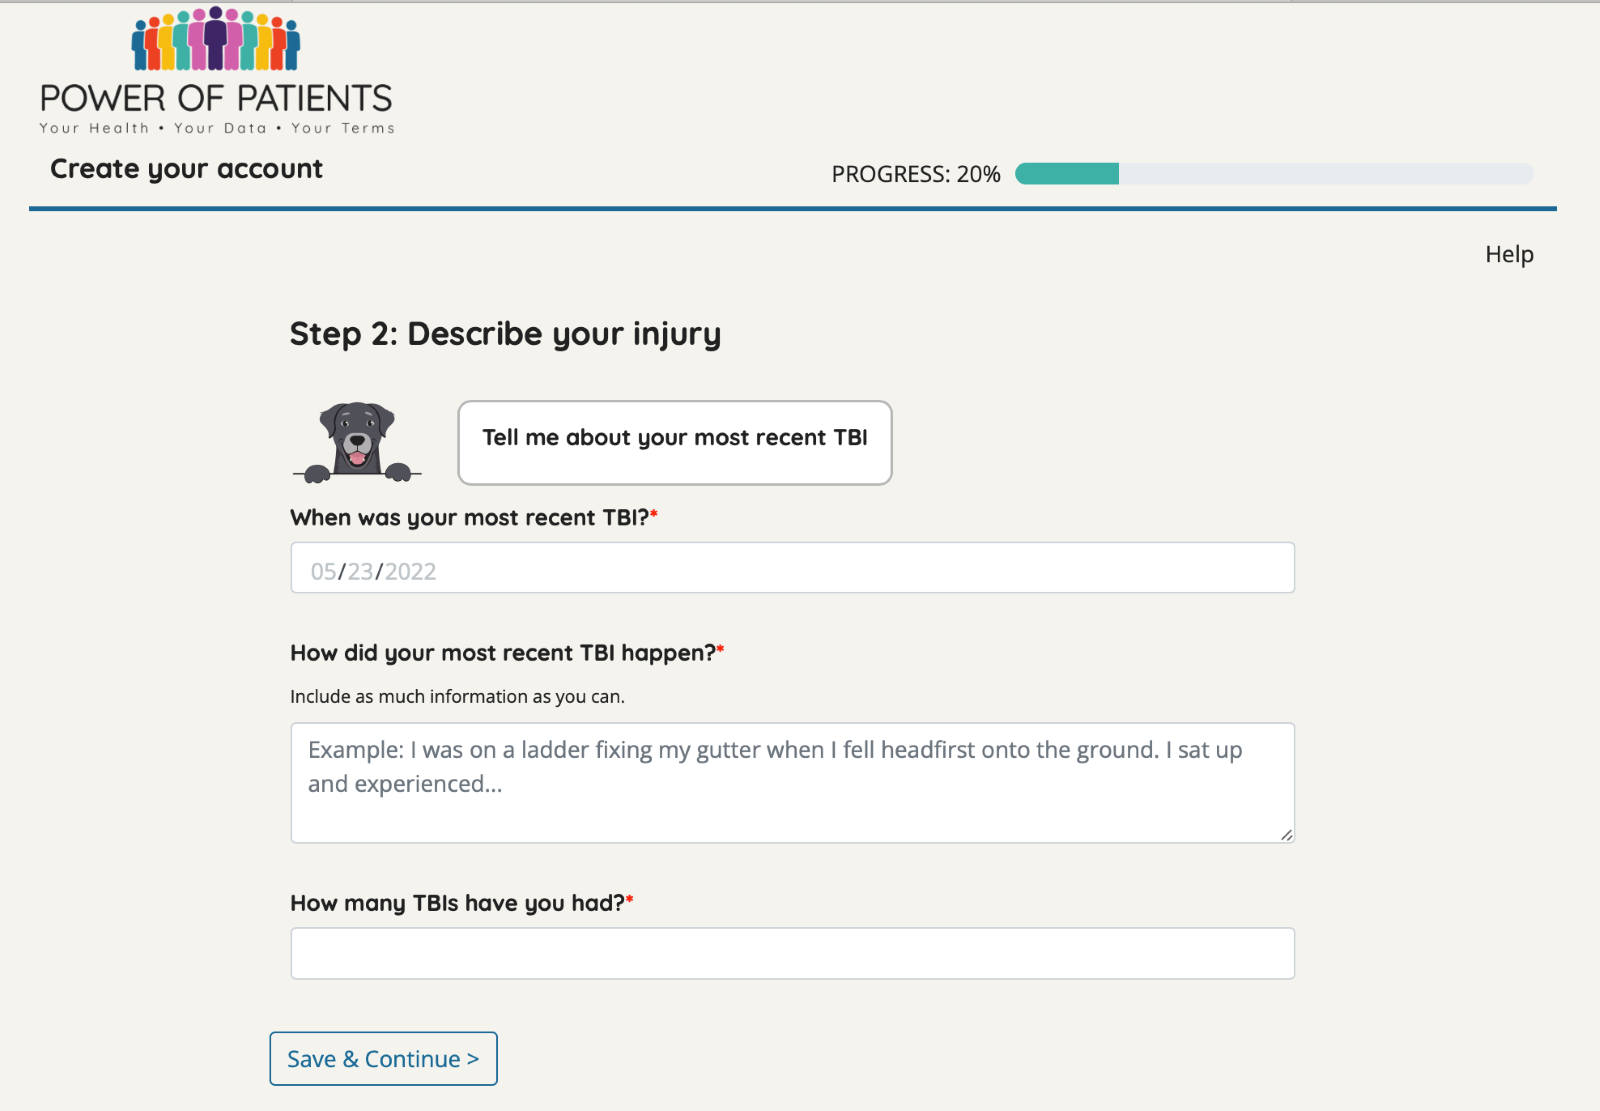 POWER OF PATIENTS
Your Health • Your Data • Your Terms
Create your account
PROGRESS: 20%
Help
Step 2: Describe your injury
Tell me about your most recent TBI
When was your most recent TBI?*
05/23/2022
How did your most recent TBI happen?*
Include as much information as you can.
Example: I was on a ladder fixing my gutter when I fell headfirst onto the ground. I sat up
and experienced...
How many TBIs have you had?*
Save & Continue >